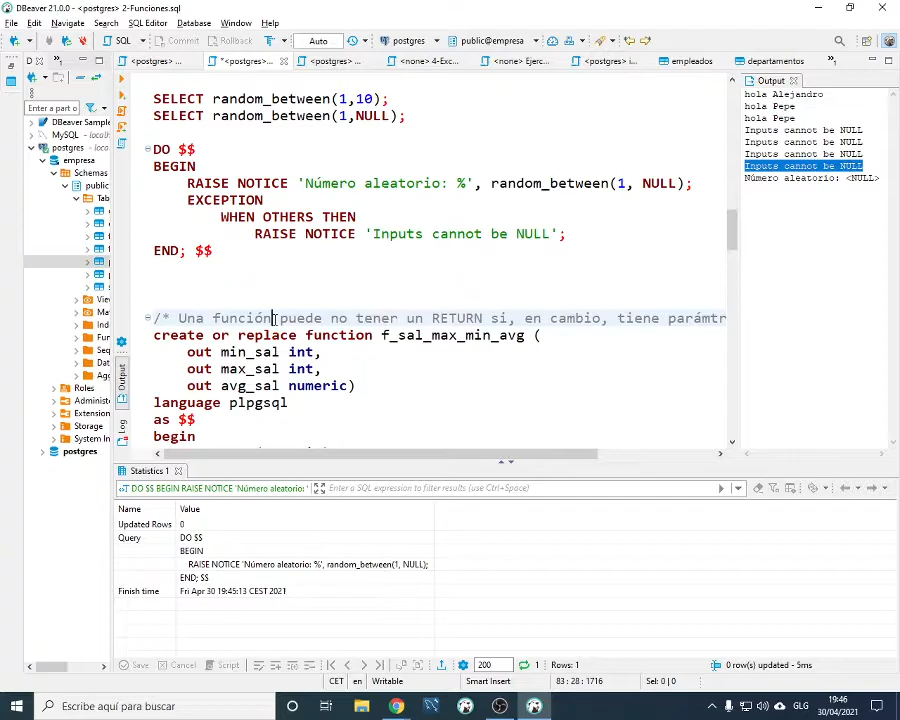 DBeaver 21.0.0 - <postgres> 2-Funciones.sql
File Edit Navigate Search SQL Editor Database Window Help
SQL Commit Rollback T Auto postgres public@empresa
D <postgres> ... *<postgres>... <postgres> ... <none> 4-Exc... <none> Ejerc... <postgres> i... empleados departamentos Output
Enter a part o
DBeaver Sample
MySQL - localh
postgres
empresa
Schemas
public
Tab
View
Ma
Ind
Fun
Seq
Dat
Agg
Roles
Administe
Extension
Storage
System In
postgres
Output
Log
SELECT random_between(1,10);
SELECT random_between(1,NULL);
DO $$
BEGIN
RAISE NOTICE 'Número aleatorio: %', random_between(1, NULL);
EXCEPTION
WHEN OTHERS THEN
RAISE NOTICE 'Inputs cannot be NULL';
END; $$
/* Una función puede no tener un RETURN si, en cambio, tiene parámtr
create or replace function f_sal_max_min_avg (
out min_sal int,
out max_sal int,
out avg_sal numeric)
language plpgsql
as $$
begin
hola Alejandro
hola Pepe
hola Pepe
Inputs cannot be NULL
Inputs cannot be NULL
Inputs cannot be NULL
Inputs cannot be NULL
Número aleatorio: <NULL>
Statistics 1
DO $$ BEGIN RAISE NOTICE 'Número aleatorio: ' Enter a SQL expression to filter results (use Ctrl+Space)
Name Value
Updated Rows 0
Query DO $$
BEGIN
RAISE NOTICE 'Número aleatorio: %', random_between(1, NULL);
END; $$
Finish time Fri Apr 30 19:45:13 CEST 2021
Save Cancel Script 200 1 Rows: 1 0 row(s) updated - 5ms
CET en Writable Smart Insert 83 : 28 : 1716 Sel: 0 | 0
Escribe aquí para buscar GLG 19:46
30/04/2021